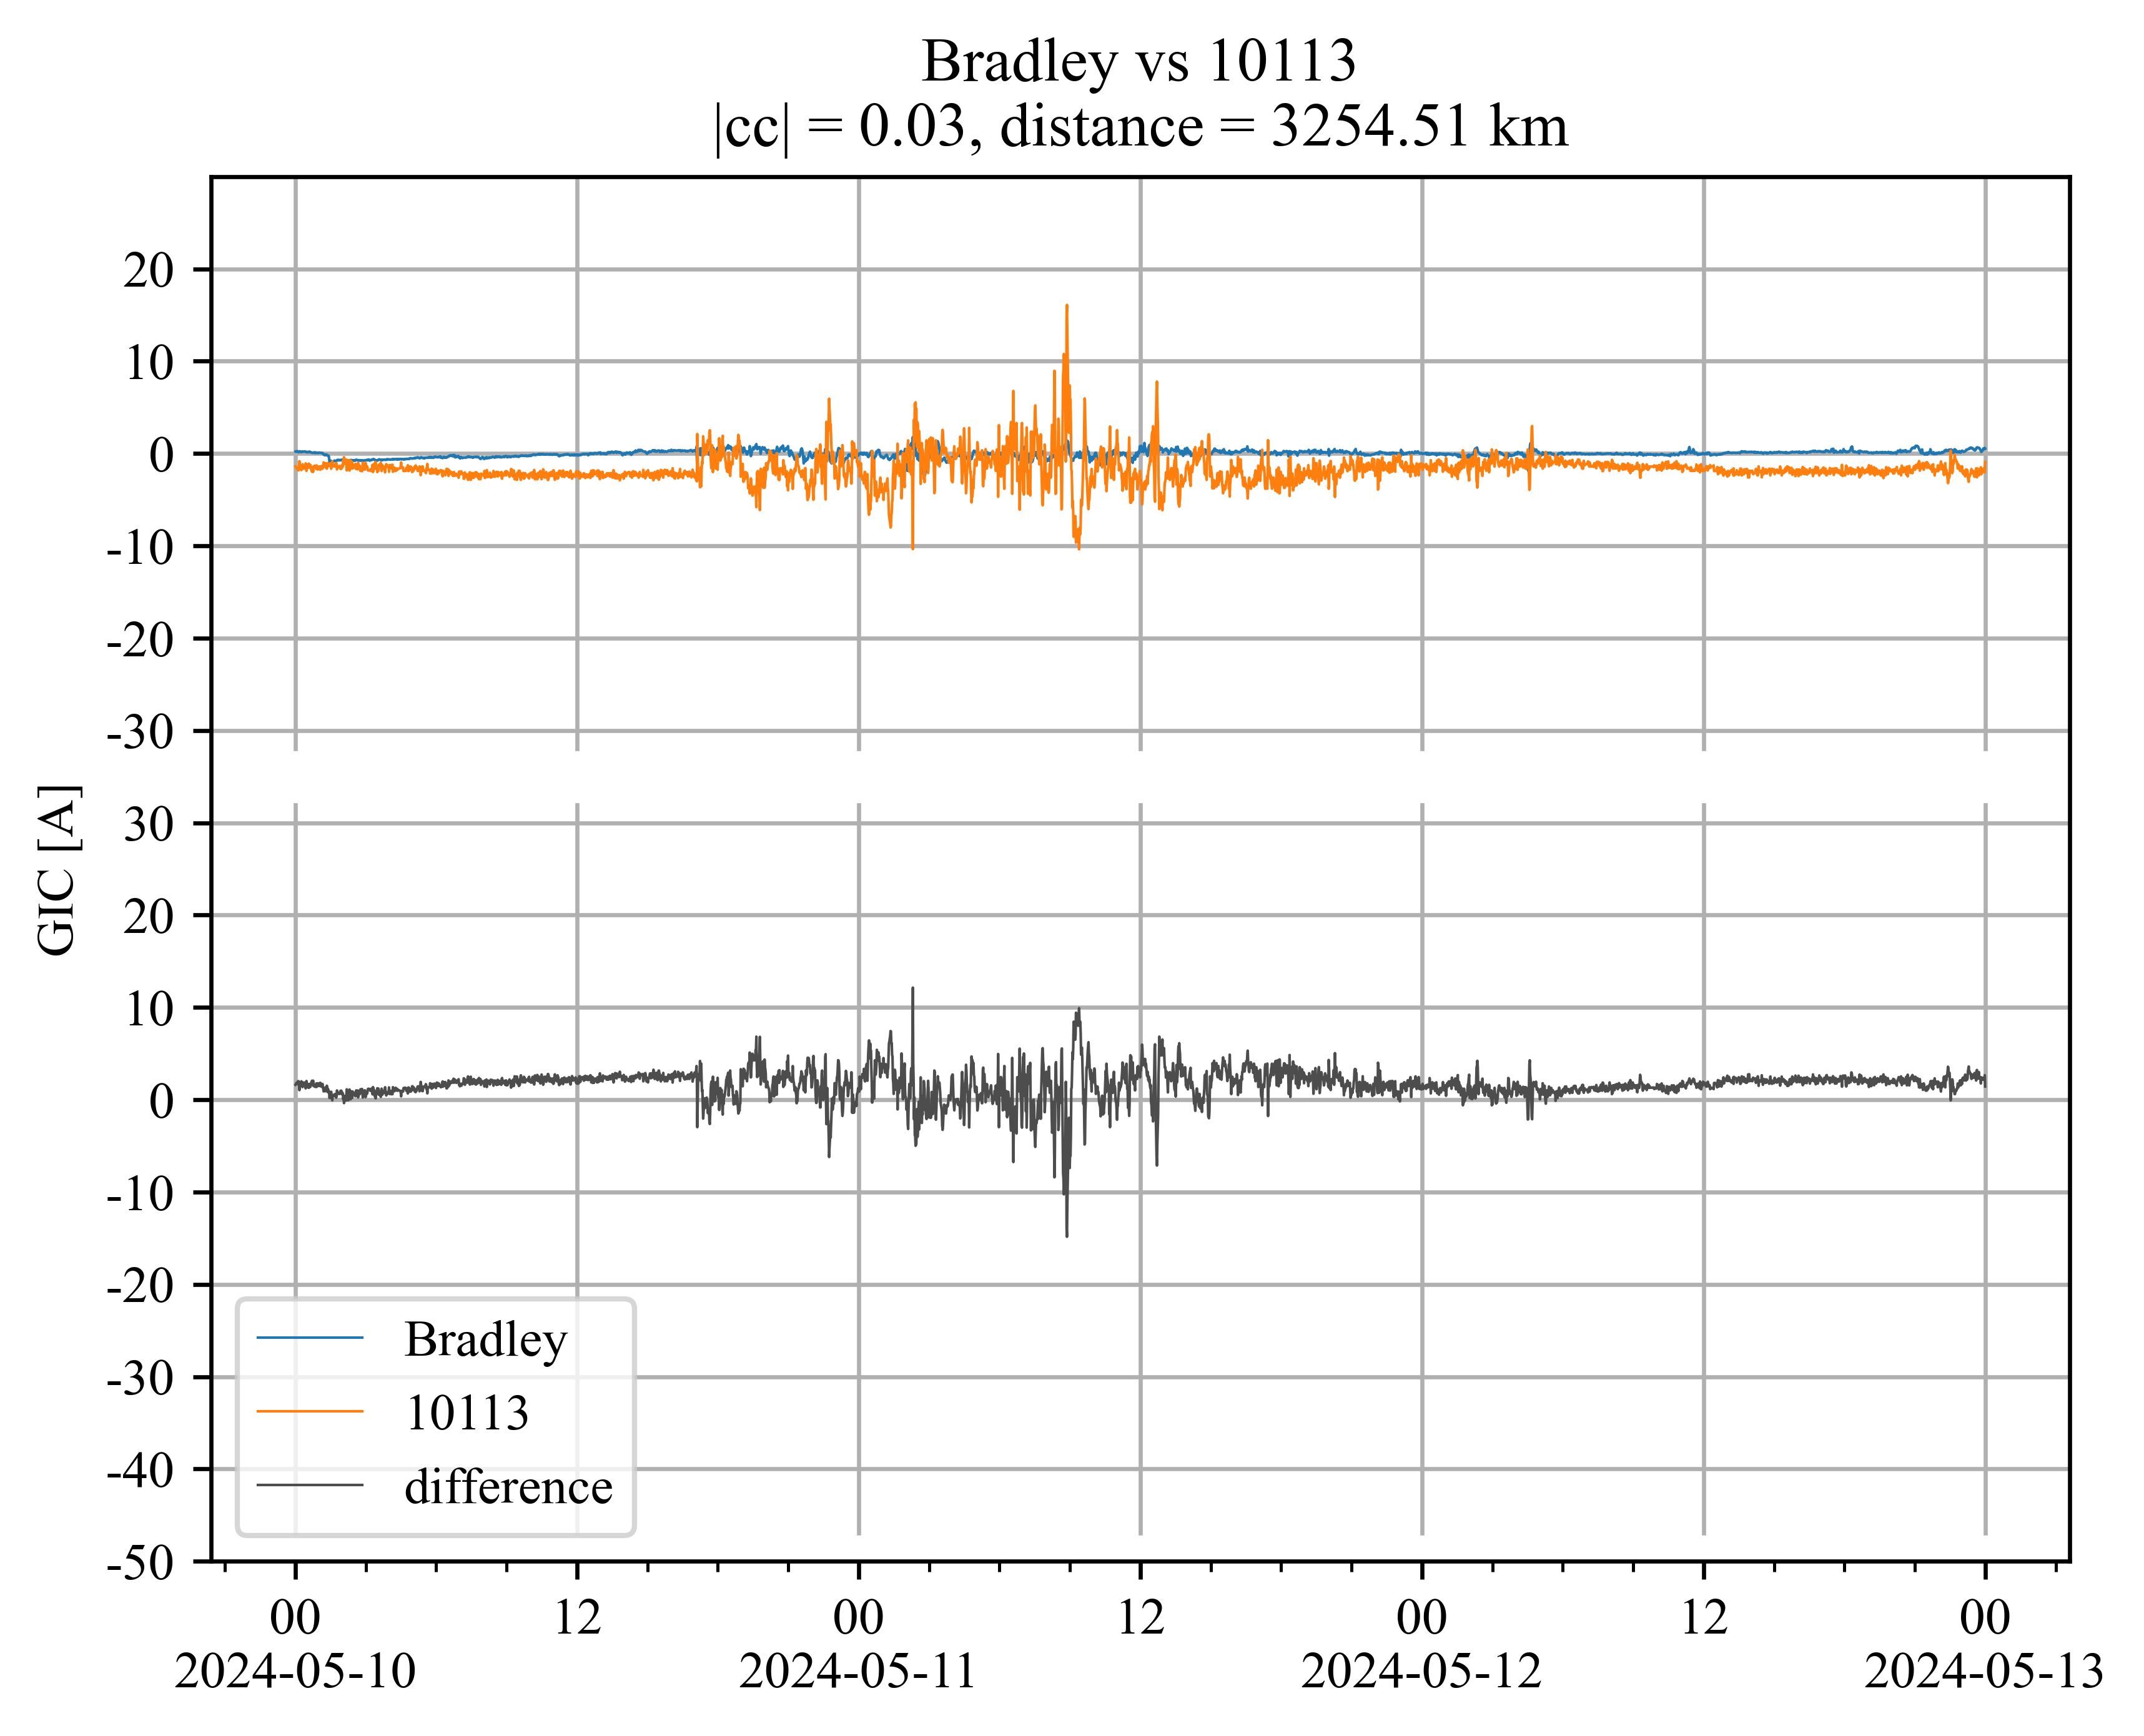 Bradley vs 10113
|cc| = 0.03, distance = 3254.51 km
GIC [A]
20
10
0
-10
-20
-30
30
20
10
0
-10
-20
-30
-40
-50
Bradley
10113
difference
00 12 00 12 00 12 00
2024-05-10 2024-05-11 2024-05-12 2024-05-13